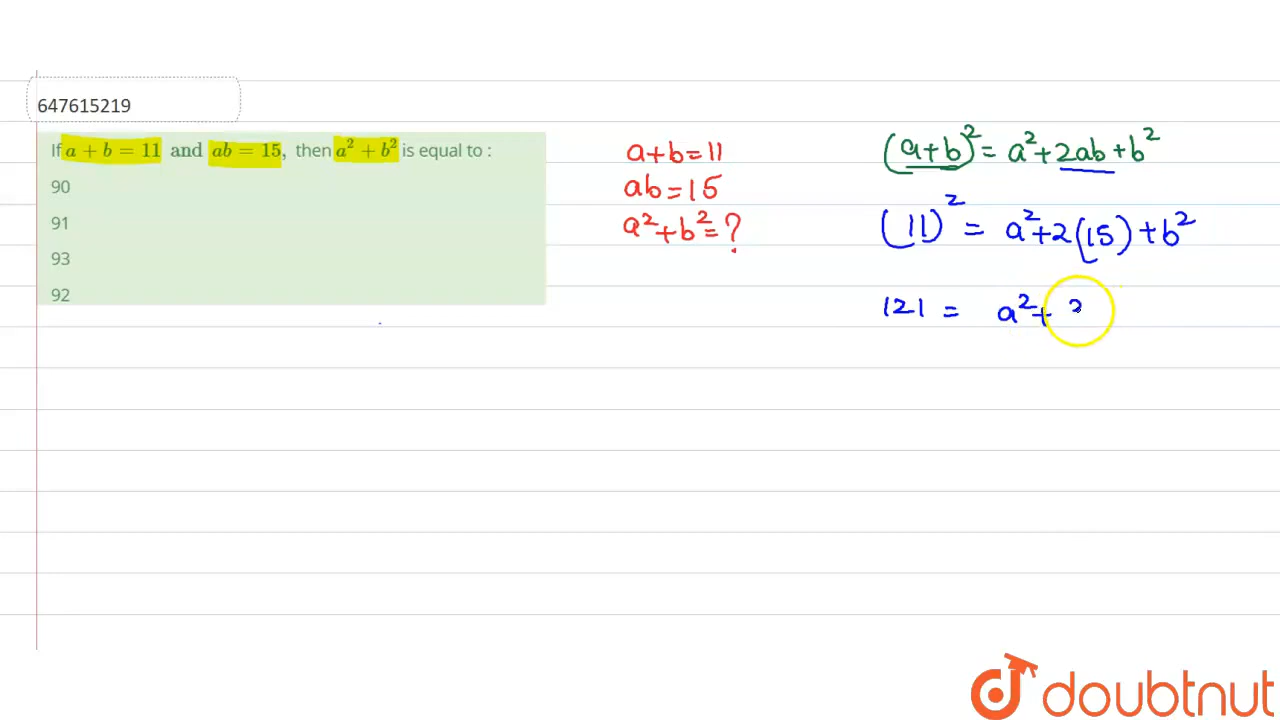 647615219
If a + b = 11 and ab = 15, then a² + b² is equal to :
90
91
93
92
a+b=11
ab=15
a²+b²=?
(a+b)² = a²+2ab+b²
(11)² = a²+2(15)+b²
121 = a²+
doubtnut